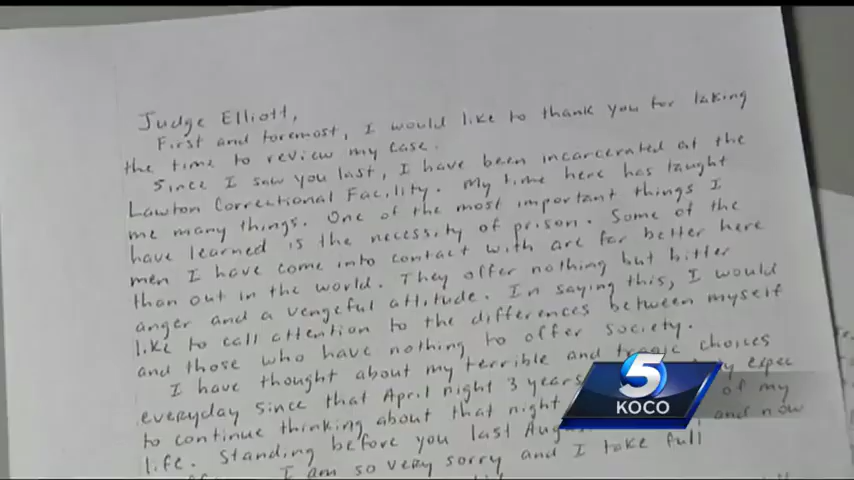 Judge Elliott,
First and foremost, I would like to thank you for taking
the time to review my case.
Since I saw you last, I have been incarcerated at the
Lawton Correctional Facility. My time here has taught
me many things. One of the most important things I
have learned is the necessity of prison. Some of the
men I have come into contact with are far better here
than out in the world. They offer nothing but bitter
anger and a vengeful attitude. In saying this, I would
like to call attention to the differences between myself
and those who have nothing to offer society.
I have thought about my terrible and tragic choices
everyday since that April night 3 years
to continue thinking about that night of my
life. Standing before you last and now
I am so very sorry and I take full
5
KOCO